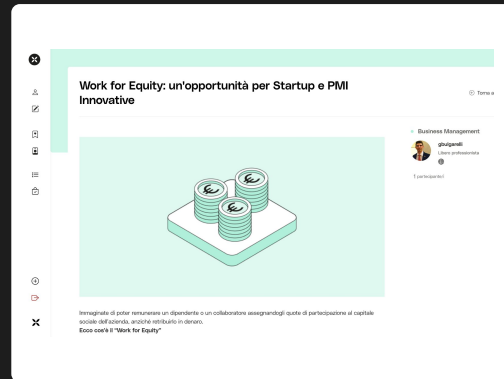 Work for Equity: un'opportunità per Startup e PMI
Innovative
Torna a
Business Management
gbulgarelli
Libero professionista
1 partecipante/i
Immaginate di poter remunerare un dipendente o un collaboratore assegnandogli quote di partecipazione al capitale
sociale dell'azienda, anziché retribuirlo in denaro.
Ecco cos'è il "Work for Equity"